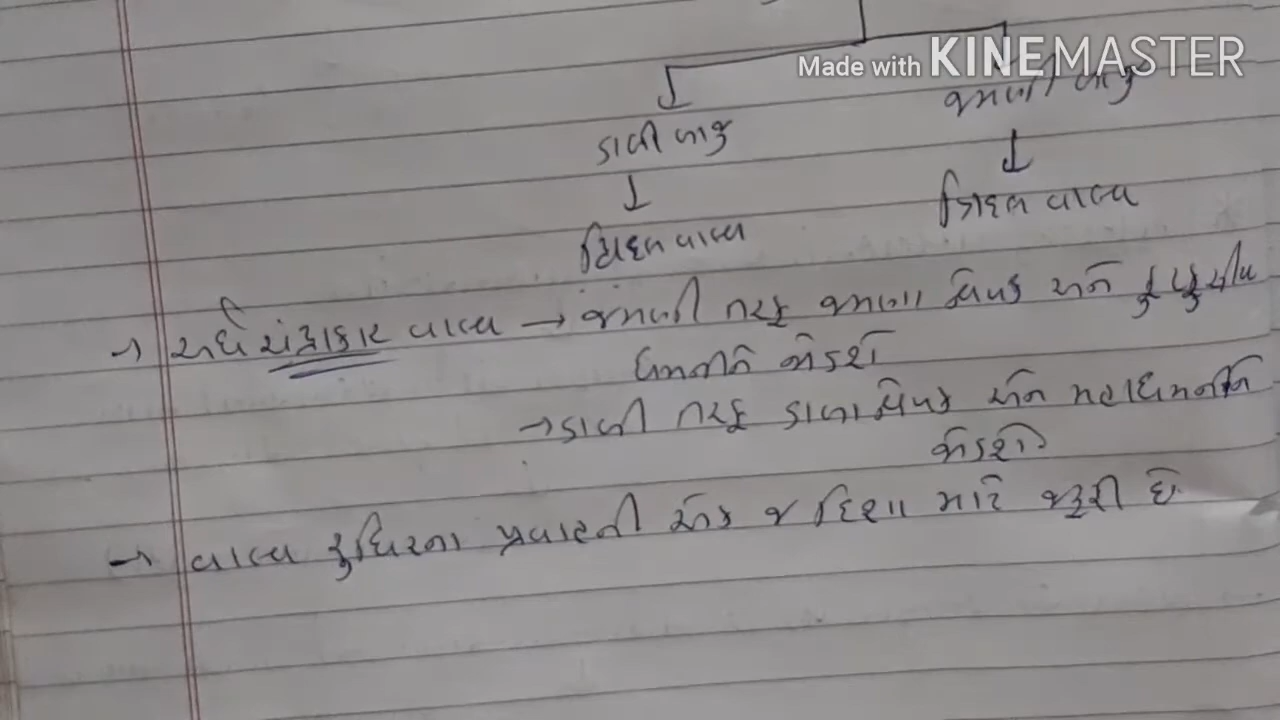 Made with KINEMASTER
જમણી બાજુ
ડાબી બાજુ
ત્રિદલ વાલ્વ
દ્વિદલ વાલ્વ
→ અર્ધચંદ્રાકાર વાલ્વ → જમણી તરફ જમણા ક્ષેપક અને ફુપ્ફુસીય
ધમનીને જોડશે
→ ડાબી તરફ ડાબા ક્ષેપક અને મહાધમનીને
જોડશે
→ વાલ્વ રુધિરના પ્રવાહની એક જ દિશા માટે જરૂરી છે